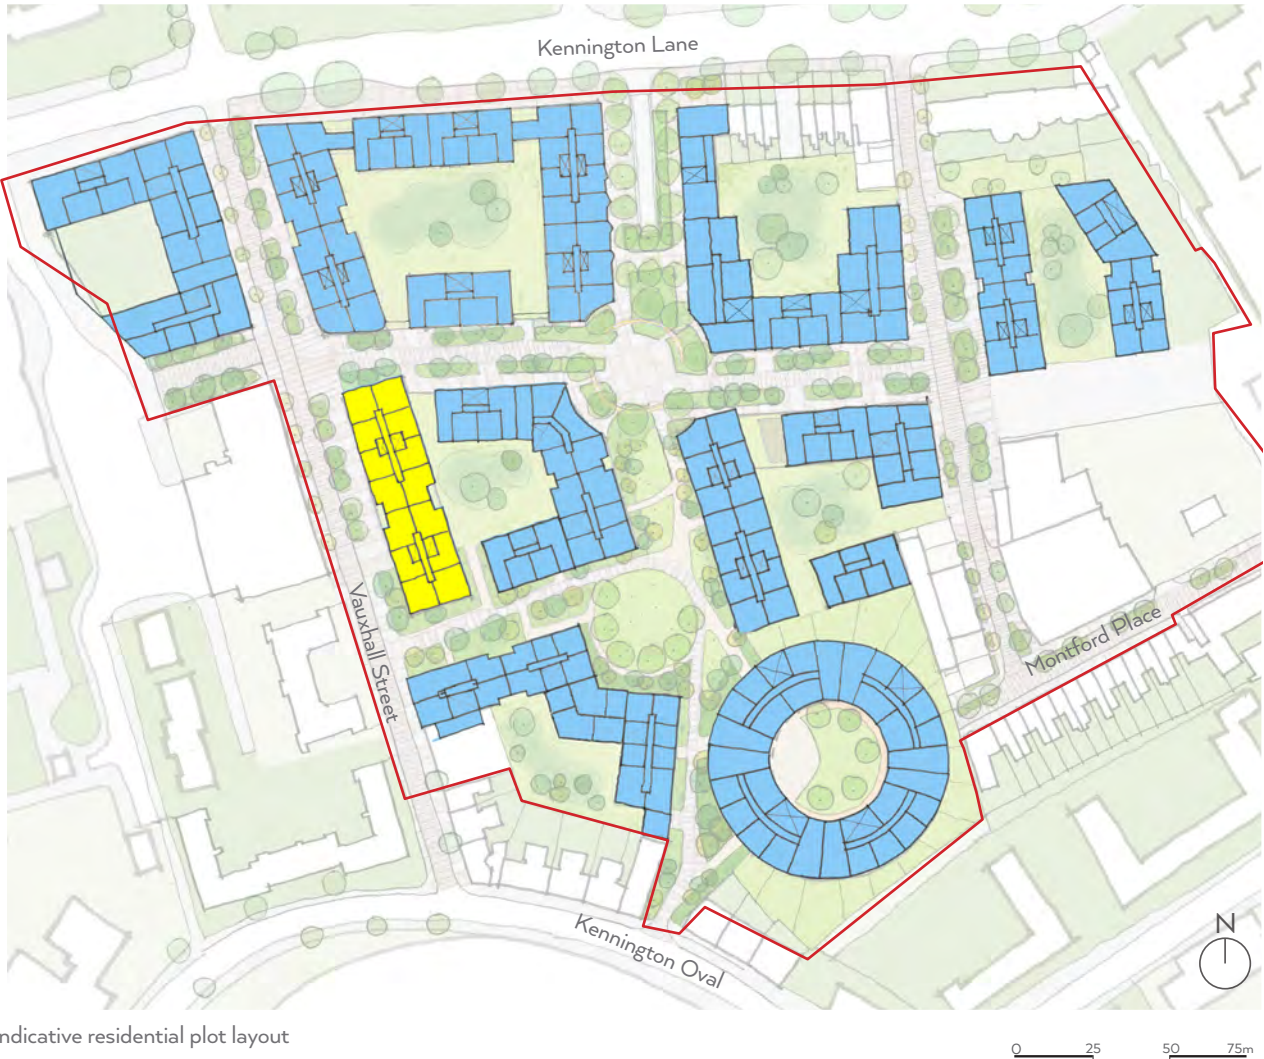 Kennington Lane
Vauxhall Street
Montford Place
Kennington Oval
N
ndicative residential plot layout
0 25 50 75m